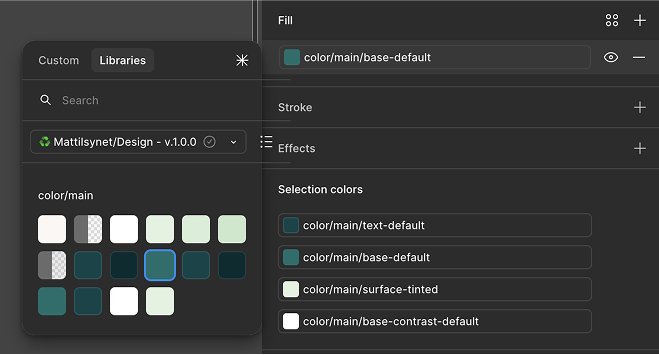 Fill
color/main/base-default
Custom
Libraries
Search
Mattilsynet/Design - v.1.0.0
color/main
Stroke
Effects
Selection colors
color/main/text-default
color/main/base-default
color/main/surface-tinted
color/main/base-contrast-default